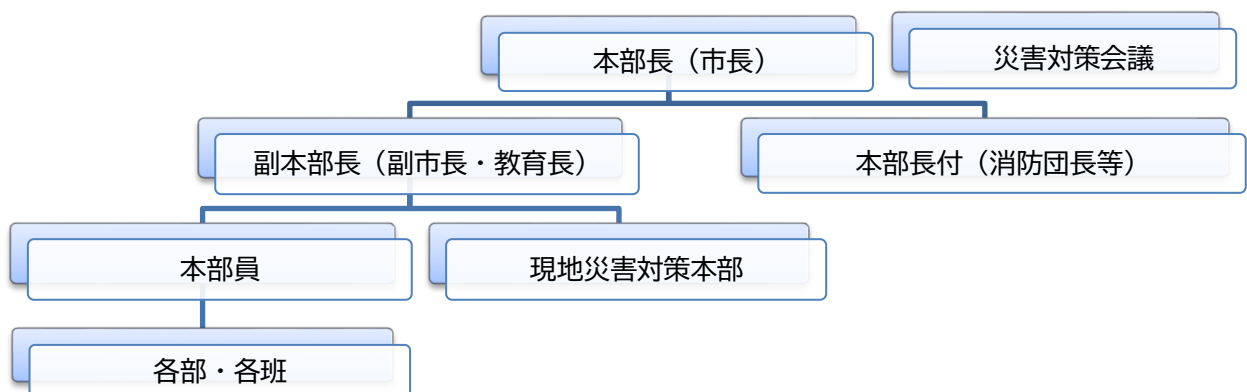 本部長（市長）
災害対策会議
副本部長（副市長・教育長）
本部長付（消防団長等）
本部員
現地災害対策本部
各部・各班